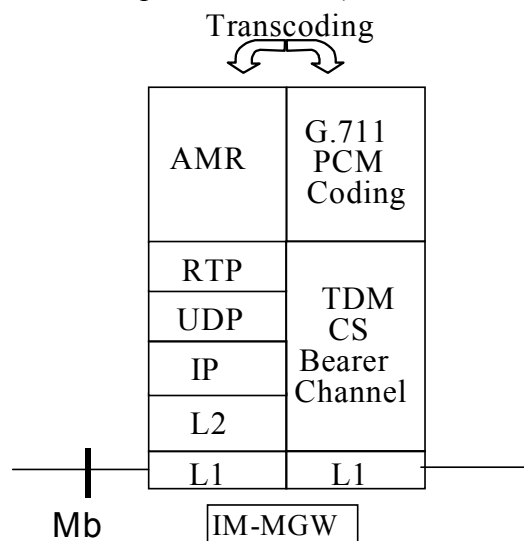 Transcoding
AMR
G.711
PCM
Coding
RTP
UDP
IP
L2
TDM
CS
Bearer
Channel
L1
L1
Mb
IM-MGW